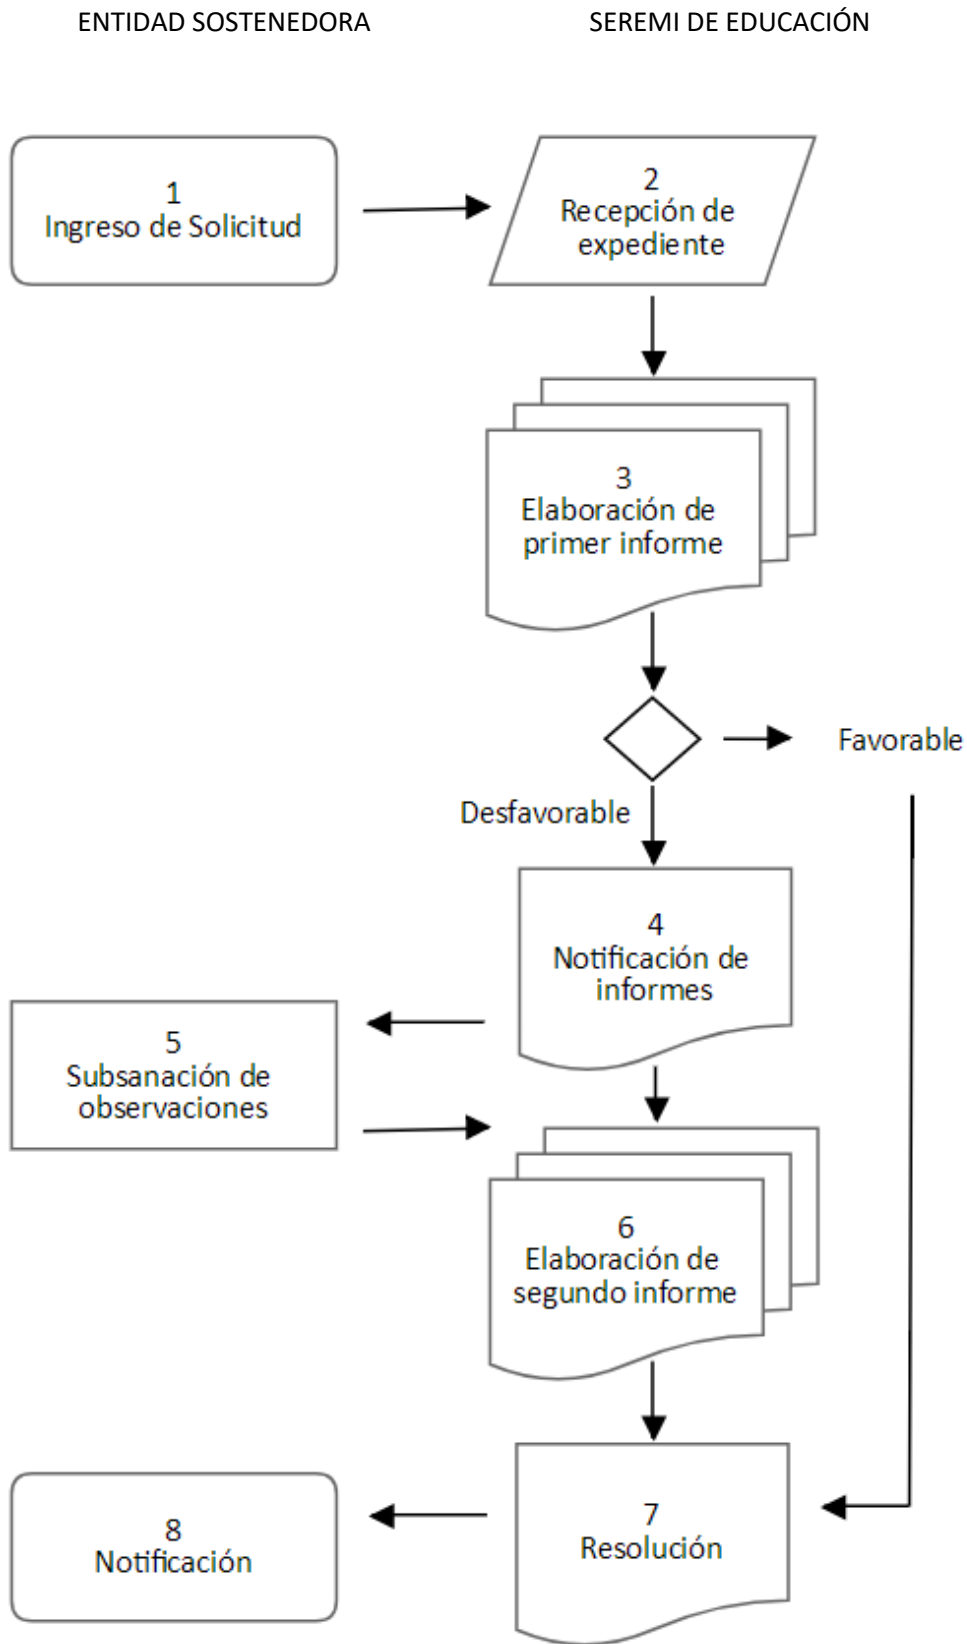 ENTIDAD SOSTENEDORA
SEREMI DE EDUCACIÓN
1
Ingreso de Solicitud
2
Recepción de
expediente
3
Elaboración de
primer informe
Favorable
Desfavorable
4
Notificación de
informes
5
Subsanación de
observaciones
6
Elaboración de
segundo informe
7
Resolución
8
Notificación